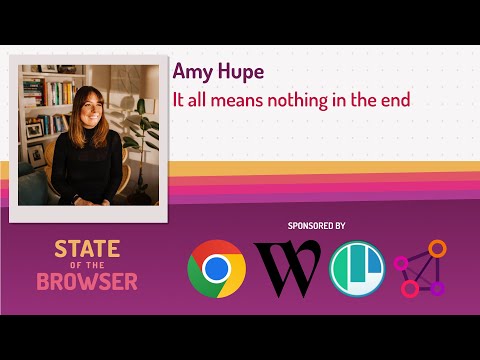 Amy Hupe
It all means nothing in the end
SPONSORED BY
STATE
OF THE
BROWSER
W